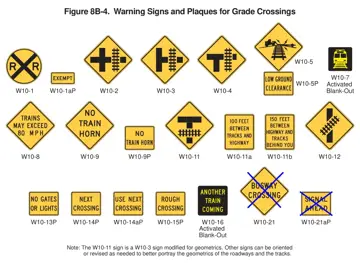 Figure 8B-4. Warning Signs and Plaques for Grade Crossings
R R
EXEMPT
LOW GROUND
CLEARANCE
W10-1
W10-1aP
W10-2
W10-3
W10-4
W10-5
W10-5P
W10-7
Activated
Blank-Out
TRAINS
MAY EXCEED
80 MPH
NO
TRAIN
HORN
NO
TRAIN HORN
100 FEET
BETWEEN
TRACKS AND
HIGHWAY
150 FEET
BETWEEN
HIGHWAY AND
TRACKS
BEHIND YOU
W10-8
W10-9
W10-9P
W10-11
W10-11a
W10-11b
W10-12
NO GATES
OR LIGHTS
NEXT
CROSSING
USE NEXT
CROSSING
ROUGH
CROSSING
ANOTHER
TRAIN
COMING
BUSWAY
CROSSING
SIGNAL
AHEAD
W10-13P
W10-14P
W10-14aP
W10-15P
W10-16
Activated
Blank-Out
W10-21
W10-21aP
Note: The W10-11 sign is a W10-3 sign modified for geometrics. Other signs can be oriented
or revised as needed to better portray the geometrics of the roadways and the tracks.